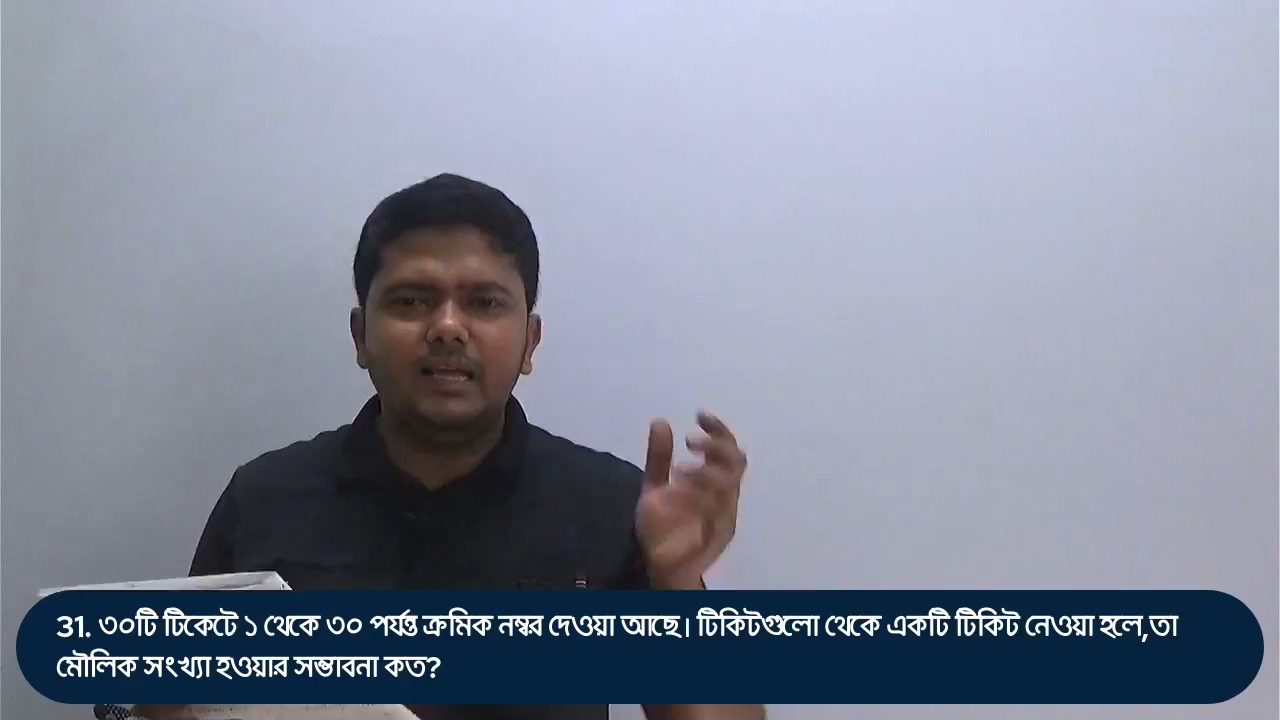 31. ৩০টি টিকেটে ১ থেকে ৩০ পর্যন্ত ক্রমিক নম্বর দেওয়া আছে। টিকিটগুলো থেকে একটি টিকিট নেওয়া হলে,তা
মৌলিক সংখ্যা হওয়ার সম্ভাবনা কত?